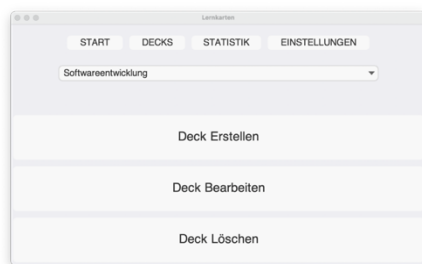 Lernkarten
START DECKS STATISTIK EINSTELLUNGEN
Softwareentwicklung
Deck Erstellen
Deck Bearbeiten
Deck Löschen